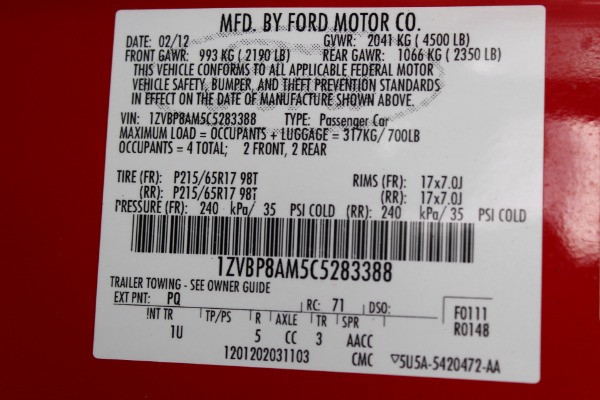 MFD. BY FORD MOTOR CO.
DATE: 02/12 GVWR: 2041 KG (4500 LB)
FRONT GAWR: 993 KG (2190 LB) REAR GAWR: 1066 KG (2350 LB)
THIS VEHICLE CONFORMS TO ALL APPLICABLE FEDERAL MOTOR
VEHICLE SAFETY, BUMPER, AND THEFT PREVENTION STANDARDS
IN EFFECT ON THE DATE OF MANUFACTURE SHOWN ABOVE.
VIN: 1ZVBP8AM5C5283388 TYPE: Passenger Car
MAXIMUM LOAD = OCCUPANTS + LUGGAGE = 317KG/ 700LB
OCCUPANTS = 4 TOTAL; 2 FRONT, 2 REAR
TIRE (FR): P215/65R17 98T RIMS (FR): 17x7.0J
(RR): P215/65R17 98T (RR): 17x7.0J
PRESSURE (FR): 240 kPa/ 35 PSI COLD (RR): 240 kPa/ 35 PSI COLD
1ZVBP8AM5C5283388
TRAILER TOWING - SEE OWNER GUIDE
EXT PNT: PQ RC: 71 DSO: F0111
INT TR TP/PS R AXLE TR SPR R0148
1U 5 CC 3 AACC
1201202031103 CMC ▽5U5A-5420472-AA